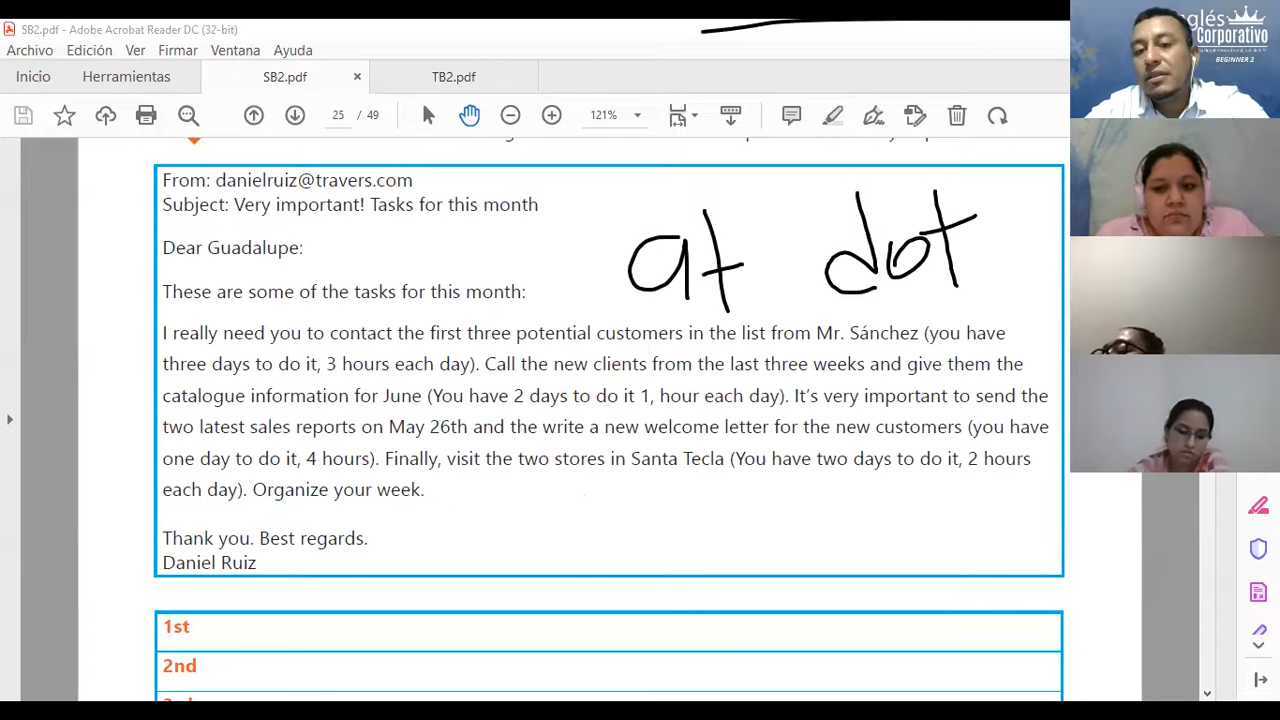 SB2.pdf - Adobe Acrobat Reader DC (32-bit)
Archivo Edición Ver Firmar Ventana Ayuda
Inicio Herramientas SB2.pdf × TB2.pdf
25 / 49 121%
From: danielruiz@travers.com
Subject: Very important! Tasks for this month
at dot
Dear Guadalupe:
These are some of the tasks for this month:
I really need you to contact the first three potential customers in the list from Mr. Sánchez (you have
three days to do it, 3 hours each day). Call the new clients from the last three weeks and give them the
catalogue information for June (You have 2 days to do it 1, hour each day). It's very important to send the
two latest sales reports on May 26th and the write a new welcome letter for the new customers (you have
one day to do it, 4 hours). Finally, visit the two stores in Santa Tecla (You have two days to do it, 2 hours
each day). Organize your week.
Thank you. Best regards.
Daniel Ruiz
1st
2nd
Corporativo
BEGINNER 2